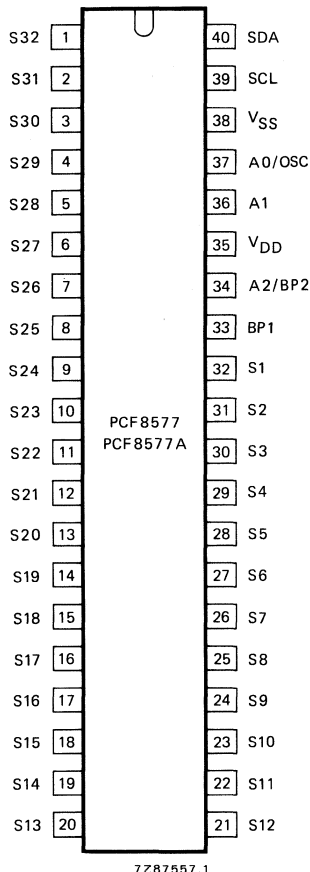 S32 1 40 SDA
S31 2 39 SCL
S30 3 38 VSS
S29 4 37 A0/OSC
S28 5 36 A1
S27 6 35 VDD
S26 7 34 A2/BP2
S25 8 33 BP1
S24 9 32 S1
S23 10 31 S2
PCF8577
PCF8577A
S22 11 30 S3
S21 12 29 S4
S20 13 28 S5
S19 14 27 S6
S18 15 26 S7
S17 16 25 S8
S16 17 24 S9
S15 18 23 S10
S14 19 22 S11
S13 20 21 S12
7Z87557.1